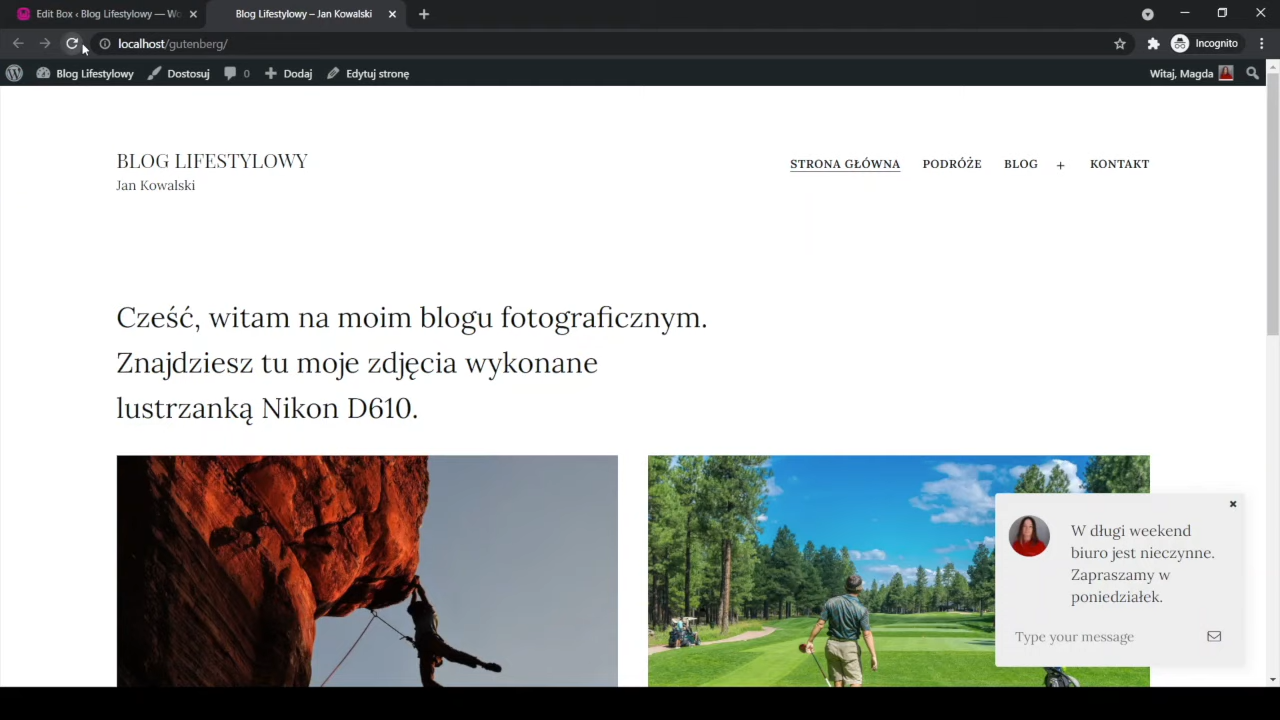 Edit Box ‹ Blog Lifestylowy — Wo
Blog Lifestylowy – Jan Kowalski
localhost/gutenberg/
Incognito
Blog Lifestylowy
Dostosuj
0
Dodaj
Edytuj stronę
Witaj, Magda
BLOG LIFESTYLOWY
Jan Kowalski
STRONA GŁÓWNA
PODRÓŻE
BLOG
+
KONTAKT
Cześć, witam na moim blogu fotograficznym.
Znajdziesz tu moje zdjęcia wykonane
lustrzanką Nikon D610.
W długi weekend
biuro jest nieczynne.
Zapraszamy w
poniedziałek.
Type your message